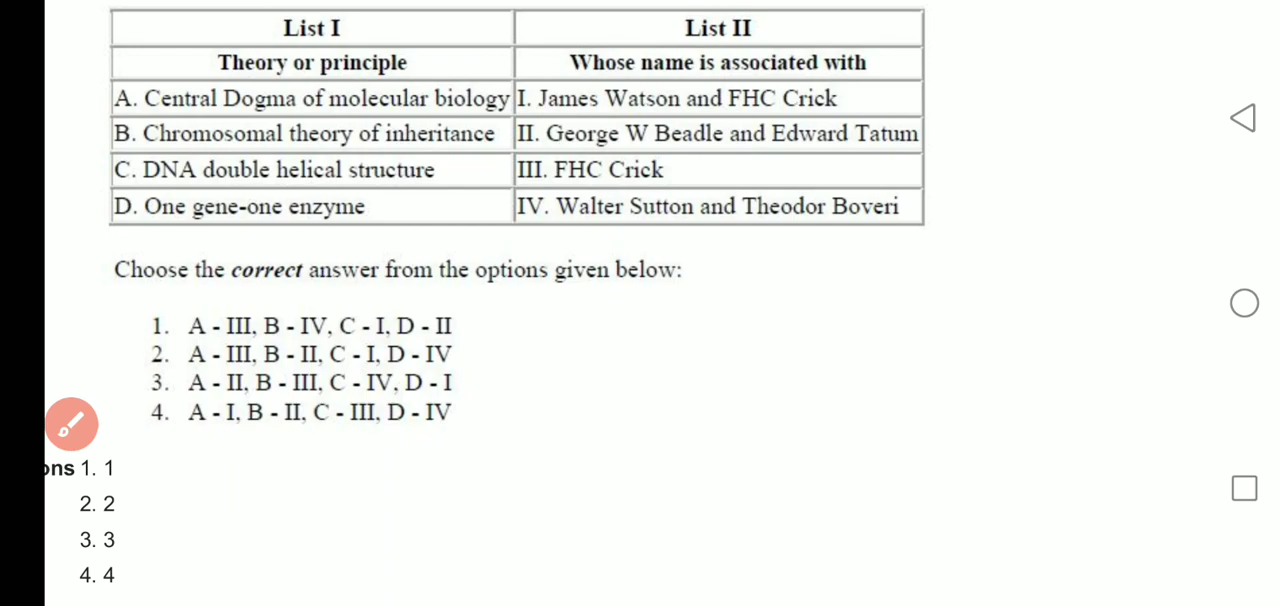 List I List II
Theory or principle Whose name is associated with
A. Central Dogma of molecular biology I. James Watson and FHC Crick
B. Chromosomal theory of inheritance II. George W Beadle and Edward Tatum
C. DNA double helical structure III. FHC Crick
D. One gene-one enzyme IV. Walter Sutton and Theodor Boveri
Choose the correct answer from the options given below:
1. A - III, B - IV, C - I, D - II
2. A - III, B - II, C - I, D - IV
3. A - II, B - III, C - IV, D - I
4. A - I, B - II, C - III, D - IV
ons 1. 1
2. 2
3. 3
4. 4